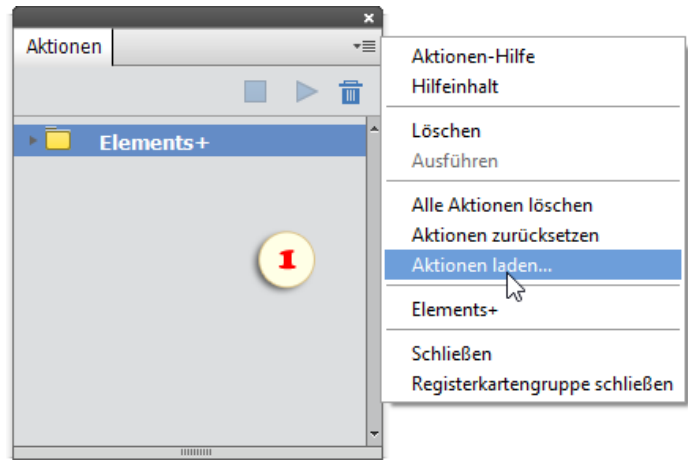 Aktionen
Elements+
1
Aktionen-Hilfe
Hilfeinhalt
Löschen
Ausführen
Alle Aktionen löschen
Aktionen zurücksetzen
Aktionen laden...
Elements+
Schließen
Registerkartengruppe schließen